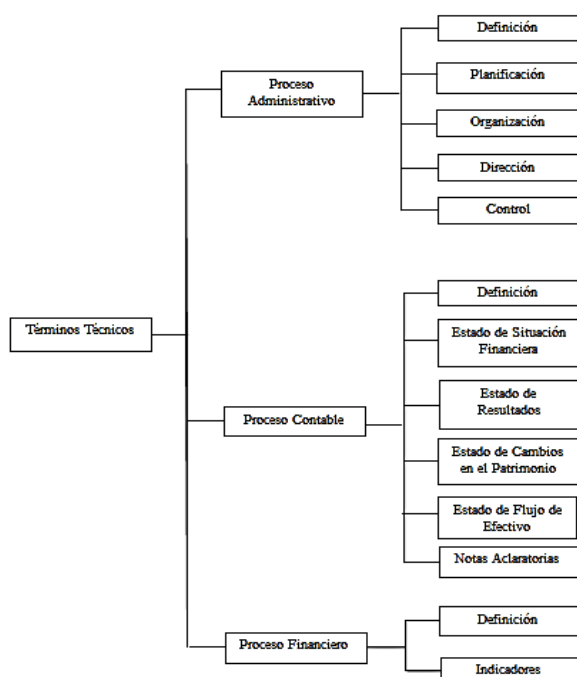 Definición
Proceso
Administrativo
Planificación
Organización
Dirección
Control
Términos Técnicos
Definición
Estado de Situación
Financiera
Estado de
Resultados
Proceso Contable
Estado de Cambios
en el Patrimonio
Estado de Flujo de
Efectivo
Notas Aclaratorias
Definición
Proceso Financiero
Indicadores